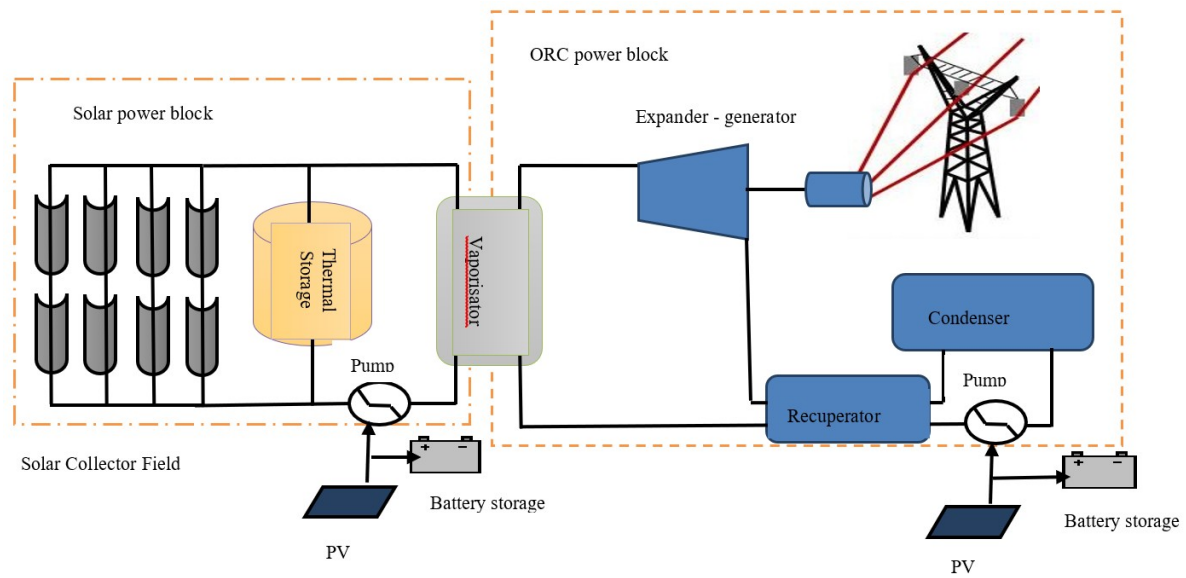 ORC power block
Solar power block
Expander - generator
Thermal
Storage
Vaporisator
Condenser
Pump
Pump
Recuperator
Solar Collector Field
+ -
Battery storage
PV
+ -
Battery storage
PV